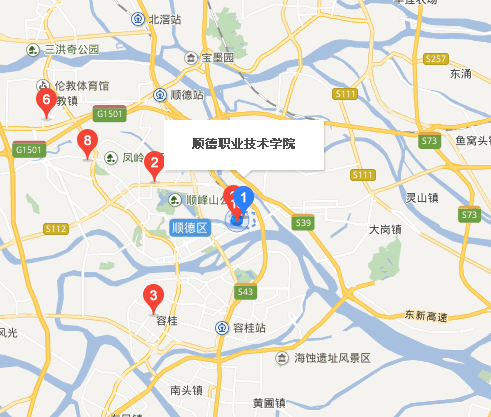 北滘站
三洪奇公园
宝墨园
S257
东涌
伦教体育馆
教镇
6
顺德站
S111
G1501
顺德职业技术学院
S73
鱼窝头
8
G1501
凤岭
2
S111
灵山镇
顺峰山公
1
S73
S112
顺德区
S39
大岗镇
S43
3
容桂
东新高速
风光
容桂站
海蚀遗址风景区
南头镇
黄圃镇